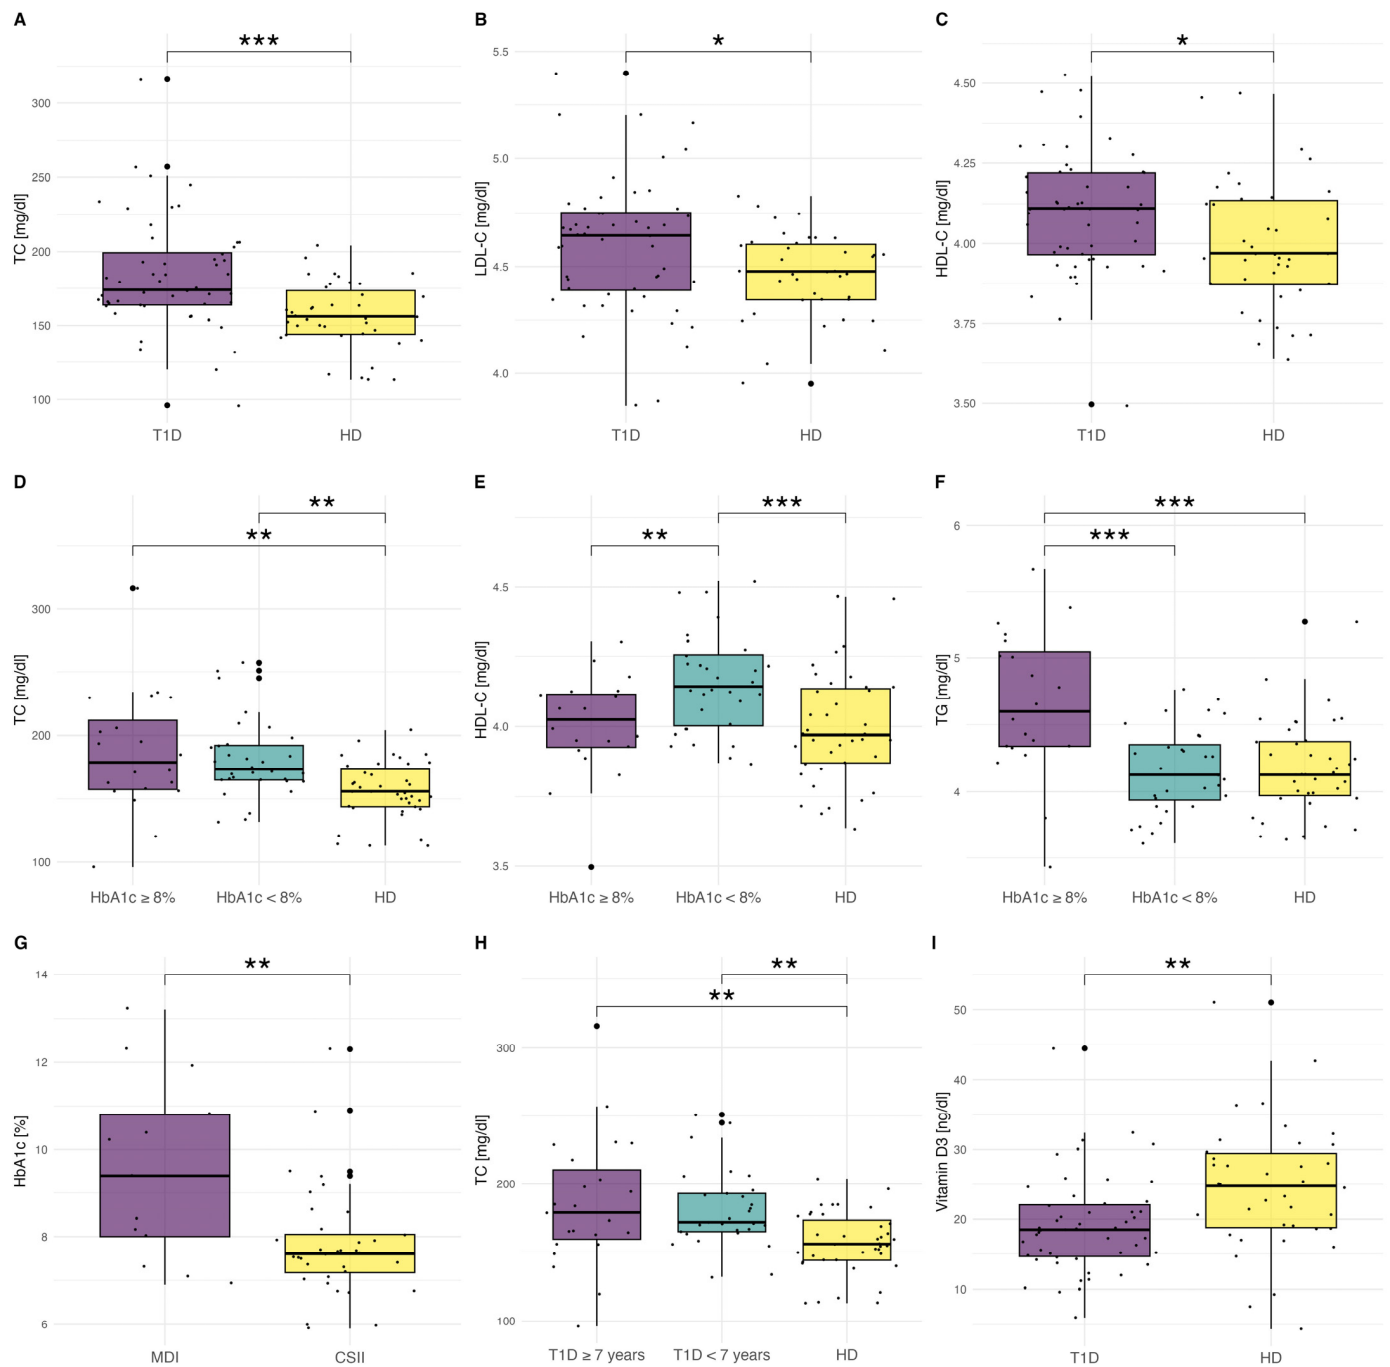 A
***
TC [mg/dl]
300
250
200
150
100
T1D
HD
B
*
LDL-C [mg/dl]
5.5
5.0
4.5
4.0
T1D
HD
C
*
HDL-C [mg/dl]
4.50
4.25
4.00
3.75
3.50
T1D
HD
D
**
**
TC [mg/dl]
300
200
100
HbA1c ≥ 8%
HbA1c < 8%
HD
E
***
**
HDL-C [mg/dl]
4.5
4.0
3.5
HbA1c ≥ 8%
HbA1c < 8%
HD
F
***
***
TG [mg/dl]
6
5
4
HbA1c ≥ 8%
HbA1c < 8%
HD
G
**
HbA1c [%]
14
12
10
8
6
MDI
CSII
H
**
**
TC [mg/dl]
300
200
100
T1D ≥ 7 years
T1D < 7 years
HD
I
**
Vitamin D3 [ng/dl]
50
40
30
20
10
T1D
HD